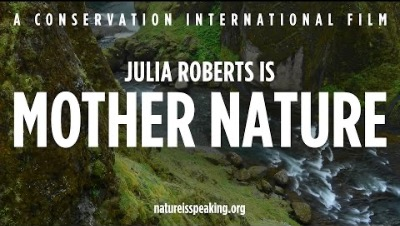 A CONSERVATION INTERNATIONAL FILM
JULIA ROBERTS IS
MOTHER NATURE
natureisspeaking.org